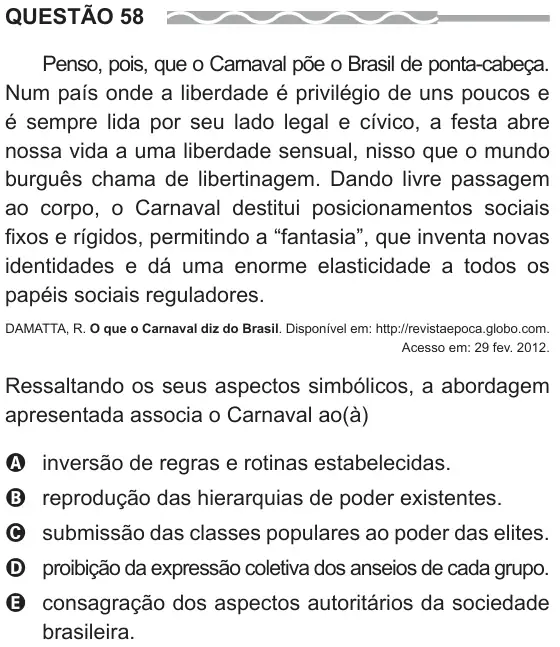 QUESTÃO 58
Penso, pois, que o Carnaval põe o Brasil de ponta-cabeça.
Num país onde a liberdade é privilégio de uns poucos e
é sempre lida por seu lado legal e cívico, a festa abre
nossa vida a uma liberdade sensual, nisso que o mundo
burguês chama de libertinagem. Dando livre passagem
ao corpo, o Carnaval destitui posicionamentos sociais
fixos e rígidos, permitindo a “fantasia”, que inventa novas
identidades e dá uma enorme elasticidade a todos os
papéis sociais reguladores.
DAMATTA, R. O que o Carnaval diz do Brasil. Disponível em: http://revistaepoca.globo.com.
Acesso em: 29 fev. 2012.
Ressaltando os seus aspectos simbólicos, a abordagem
apresentada associa o Carnaval ao(à)
A inversão de regras e rotinas estabelecidas.
B reprodução das hierarquias de poder existentes.
C submissão das classes populares ao poder das elites.
D proibição da expressão coletiva dos anseios de cada grupo.
E consagração dos aspectos autoritários da sociedade
brasileira.